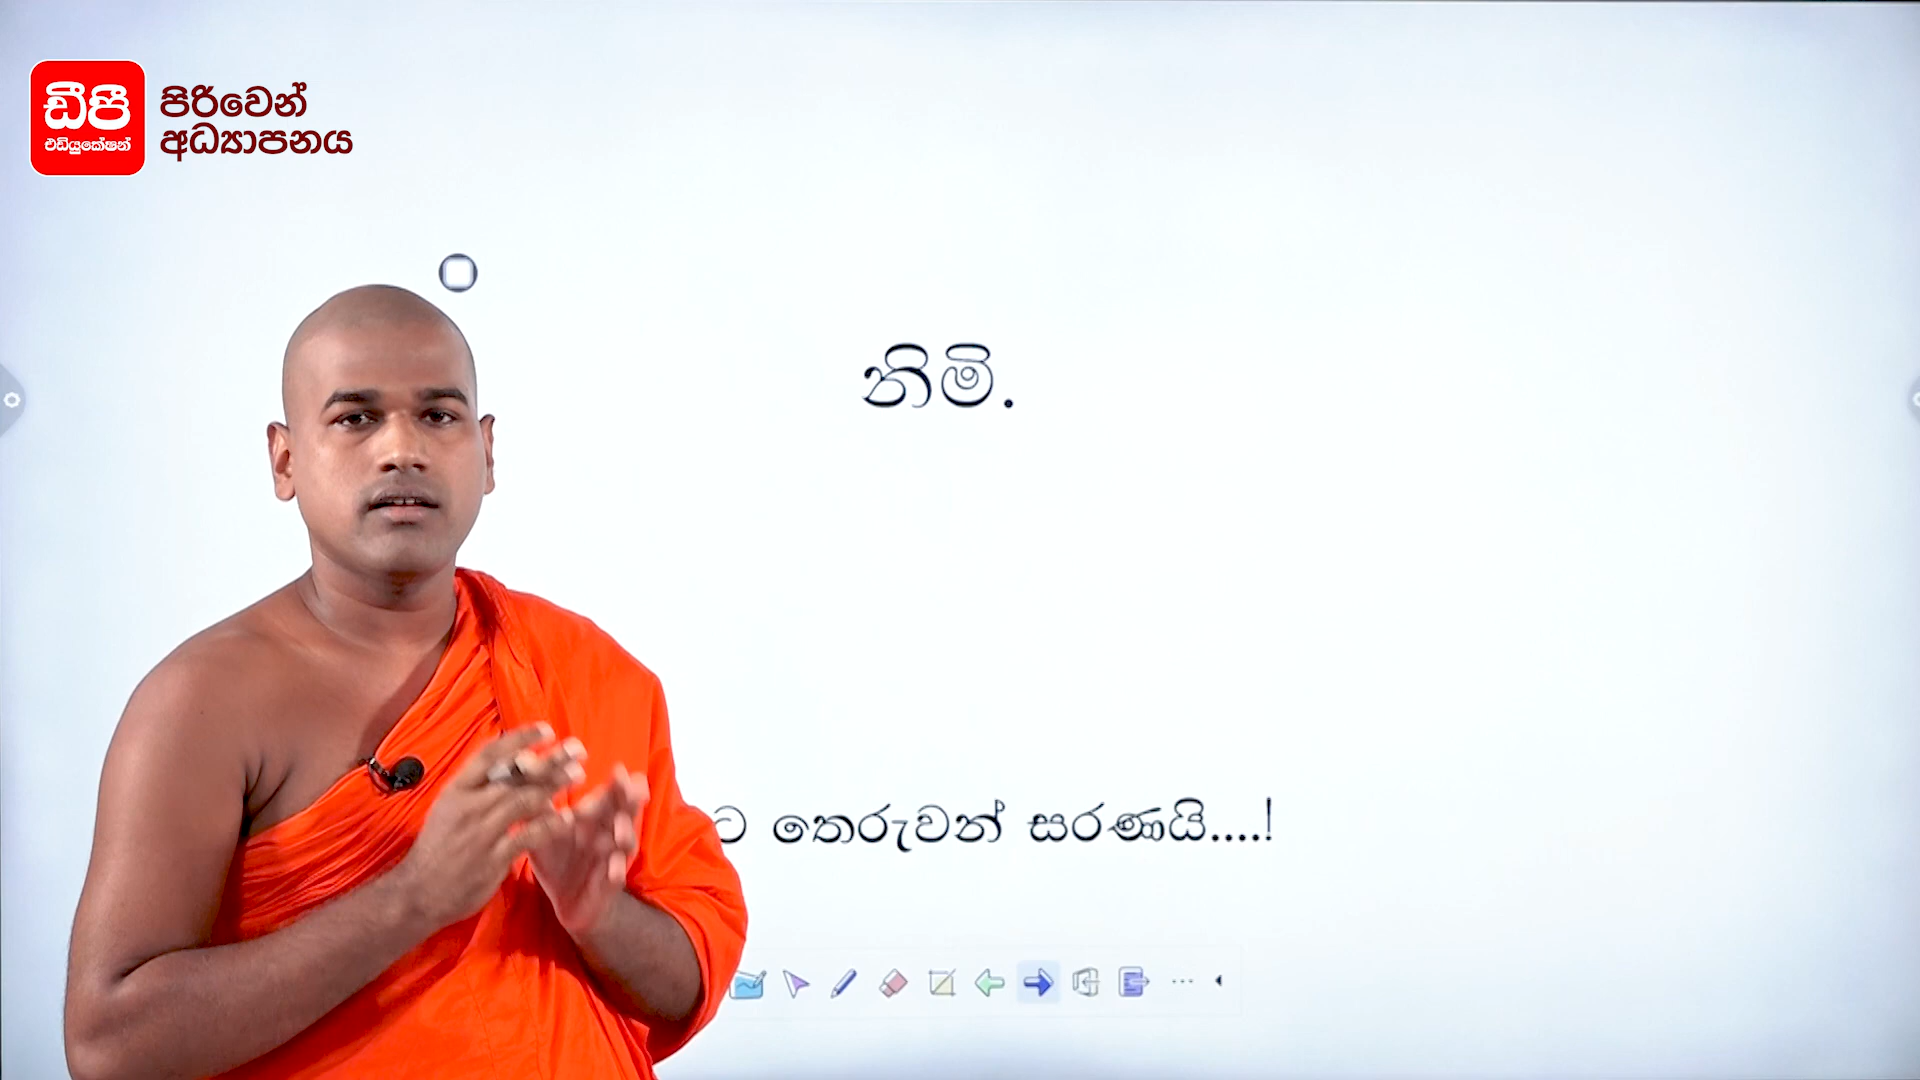 ඩීපී
එඩියුකේෂන්
පිරිවෙන්
අධ්‍යාපනය
නිමි.
ට තෙරුවන් සරණයි....!